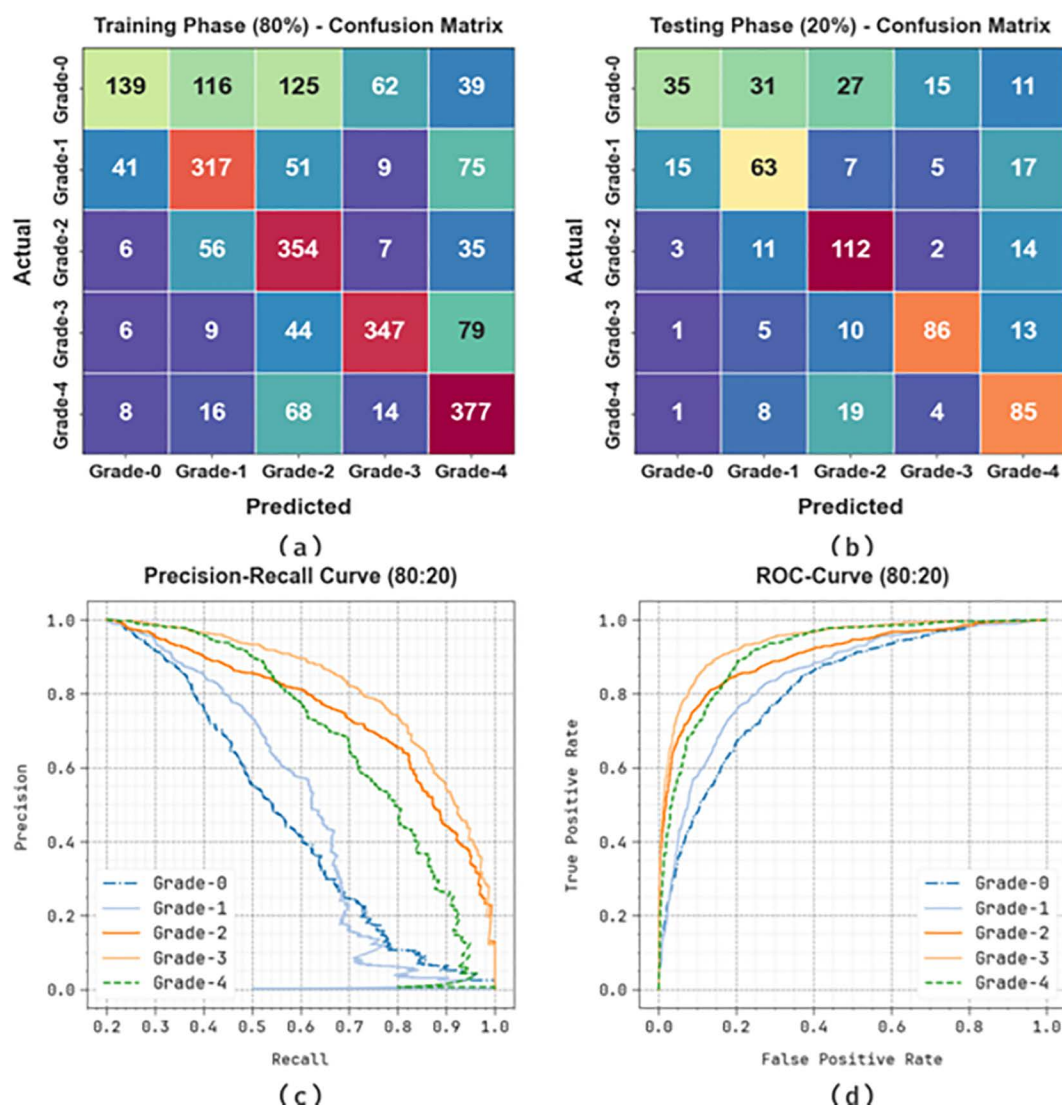 Training Phase (80%) - Confusion Matrix
Actual
Grade-0 139 116 125 62 39
Grade-1 41 317 51 9 75
Grade-2 6 56 354 7 35
Grade-3 6 9 44 347 79
Grade-4 8 16 68 14 377
Grade-0 Grade-1 Grade-2 Grade-3 Grade-4
Predicted
(a)
Testing Phase (20%) - Confusion Matrix
Actual
Grade-0 35 31 27 15 11
Grade-1 15 63 7 5 17
Grade-2 3 11 112 2 14
Grade-3 1 5 10 86 13
Grade-4 1 8 19 4 85
Grade-0 Grade-1 Grade-2 Grade-3 Grade-4
Predicted
(b)
Precision-Recall Curve (80:20)
Precision
1.0
0.8
0.6
0.4
0.2
0.0
Grade-0
Grade-1
Grade-2
Grade-3
Grade-4
0.2 0.3 0.4 0.5 0.6 0.7 0.8 0.9 1.0
Recall
(c)
ROC-Curve (80:20)
True Positive Rate
1.0
0.8
0.6
0.4
0.2
0.0
Grade-0
Grade-1
Grade-2
Grade-3
Grade-4
0.0 0.2 0.4 0.6 0.8 1.0
False Positive Rate
(d)